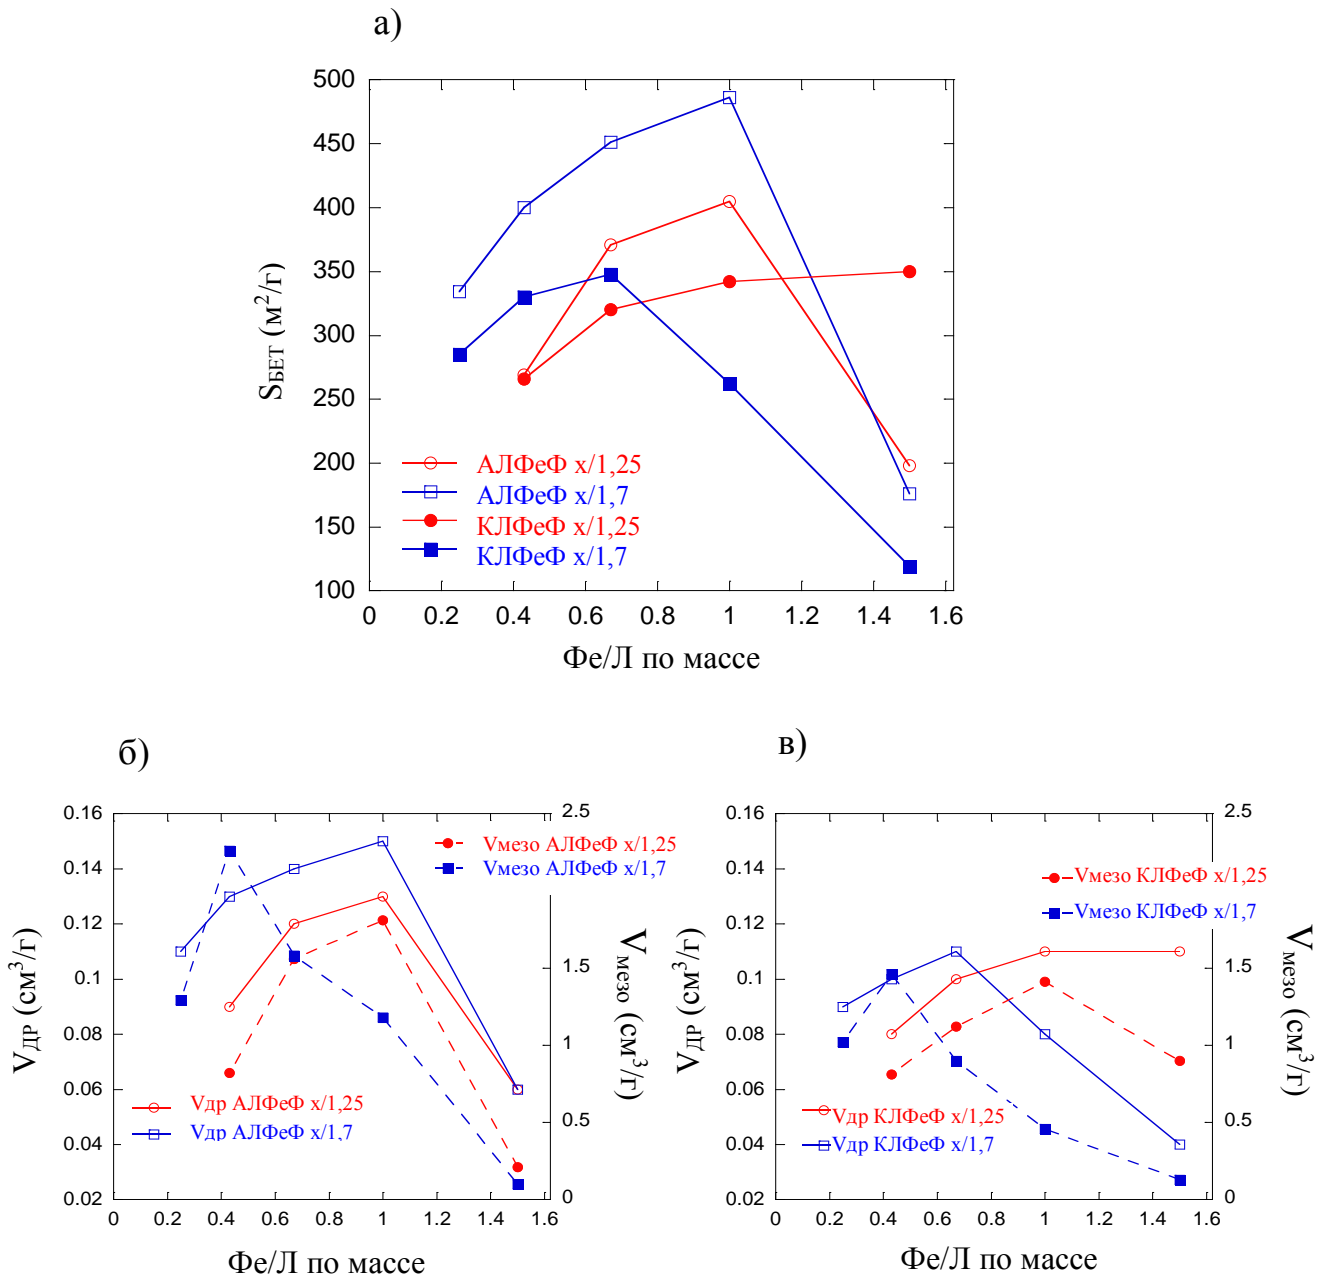 а)
500
450
400
350
300
250
200
150
100
S_БЕТ (м²/г)
АЛФеФ х/1,25
АЛФеФ х/1,7
КЛФеФ х/1,25
КЛФеФ х/1,7
0 0.2 0.4 0.6 0.8 1 1.2 1.4 1.6
Фе/Л по массе
б)
0.16
0.14
0.12
0.1
0.08
0.06
0.04
0.02
V_ДР (см³/г)
Vмезо АЛФеФ х/1,25
Vмезо АЛФеФ х/1,7
Vдр АЛФеФ х/1,25
Vдр АЛФеФ х/1,7
2.5
1.5
1
0.5
0
V_мезо (см³/г)
0 0.2 0.4 0.6 0.8 1 1.2 1.4 1.6
Фе/Л по массе
в)
0.16
0.14
0.12
0.1
0.08
0.06
0.04
0.02
V_ДР (см³/г)
Vмезо КЛФеФ х/1,25
Vмезо КЛФеФ х/1,7
Vдр КЛФеФ х/1,25
Vдр КЛФеФ х/1,7
2.5
1.5
1
0.5
0
V_мезо (см³/г)
0 0.2 0.4 0.6 0.8 1 1.2 1.4 1.6
Фе/Л по массе